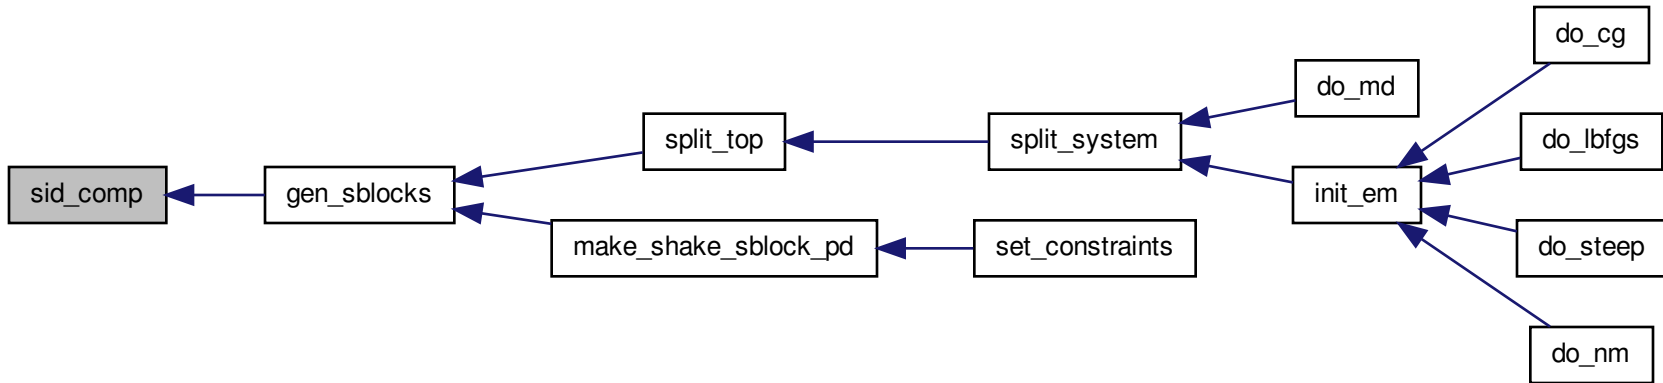 sid_comp
gen_sblocks
split_top
make_shake_sblock_pd
split_system
set_constraints
do_md
init_em
do_cg
do_lbfgs
do_steep
do_nm